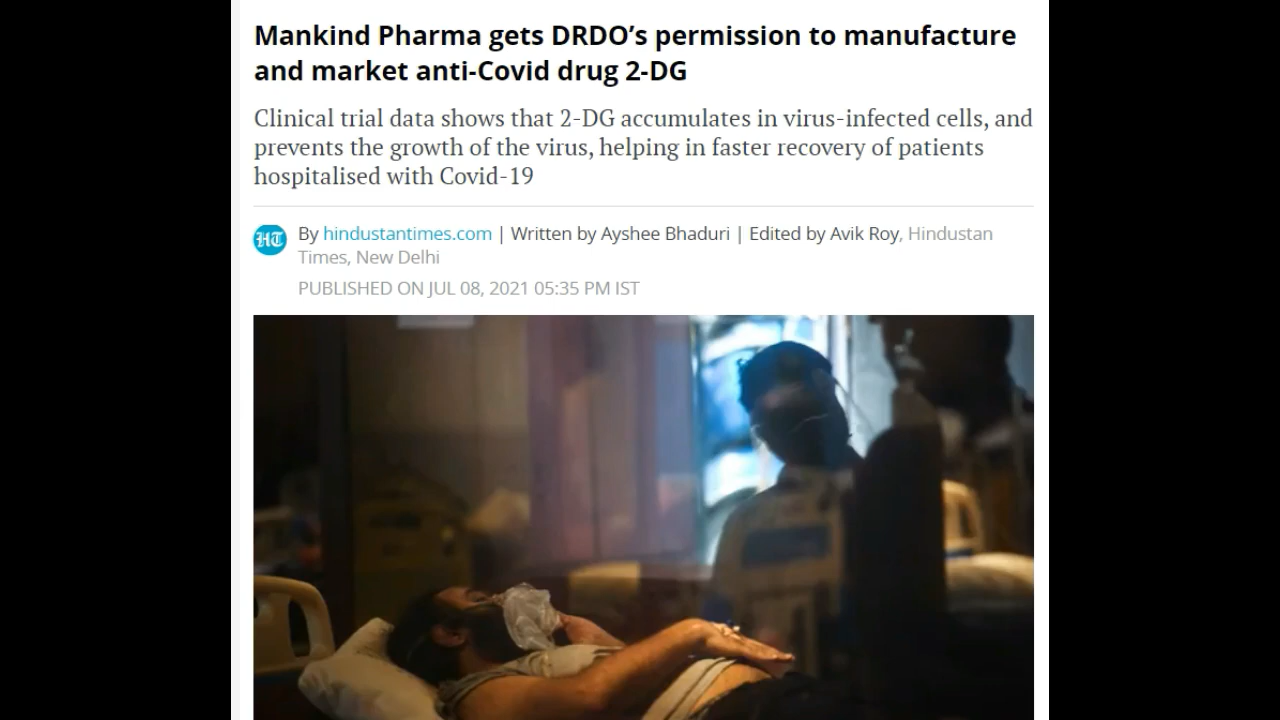 Mankind Pharma gets DRDO's permission to manufacture
and market anti-Covid drug 2-DG
Clinical trial data shows that 2-DG accumulates in virus-infected cells, and
prevents the growth of the virus, helping in faster recovery of patients
hospitalised with Covid-19
HT
By hindustantimes.com | Written by Ayshee Bhaduri | Edited by Avik Roy, Hindustan
Times, New Delhi
PUBLISHED ON JUL 08, 2021 05:35 PM IST